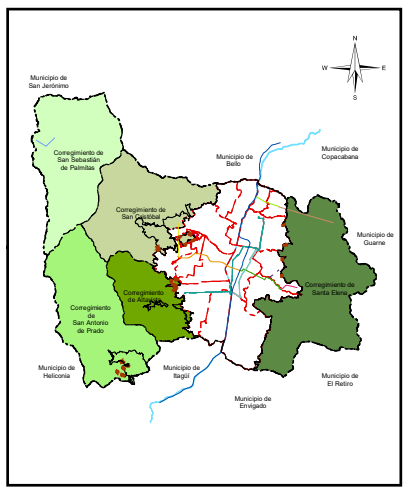 N
W E
S
Municipio de
San Jerónimo
Municipio de
Copacabana
Corregimiento de
San Sebastián
de Palmitas
Municipio de
Bello
Corregimiento de
San Cristóbal
Municipio de
Guarne
Corregimiento
de Altavista
Corregimiento de
Santa Elena
Corregimiento
de
San Antonio
de Prado
Municipio de
Heliconia
Municipio de
Itagüí
Municipio de
El Retiro
Municipio de
Envigado